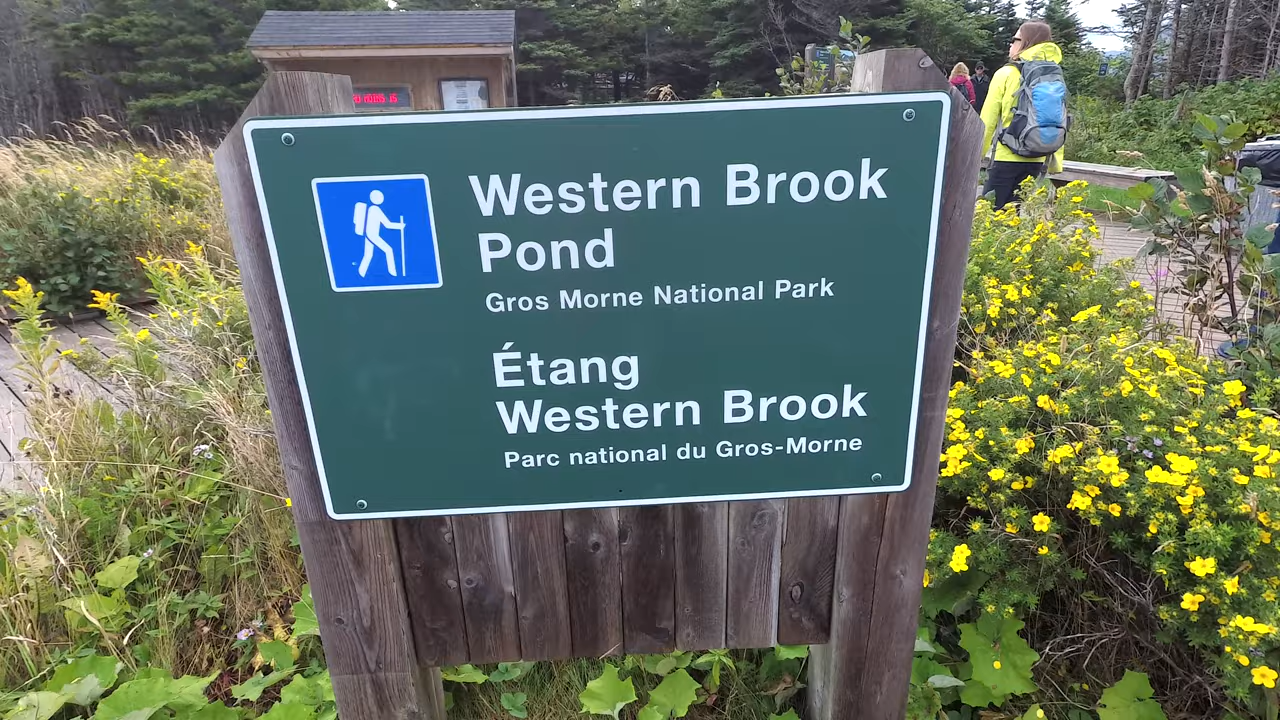 Western Brook
Pond
Gros Morne National Park
Étang
Western Brook
Parc national du Gros-Morne